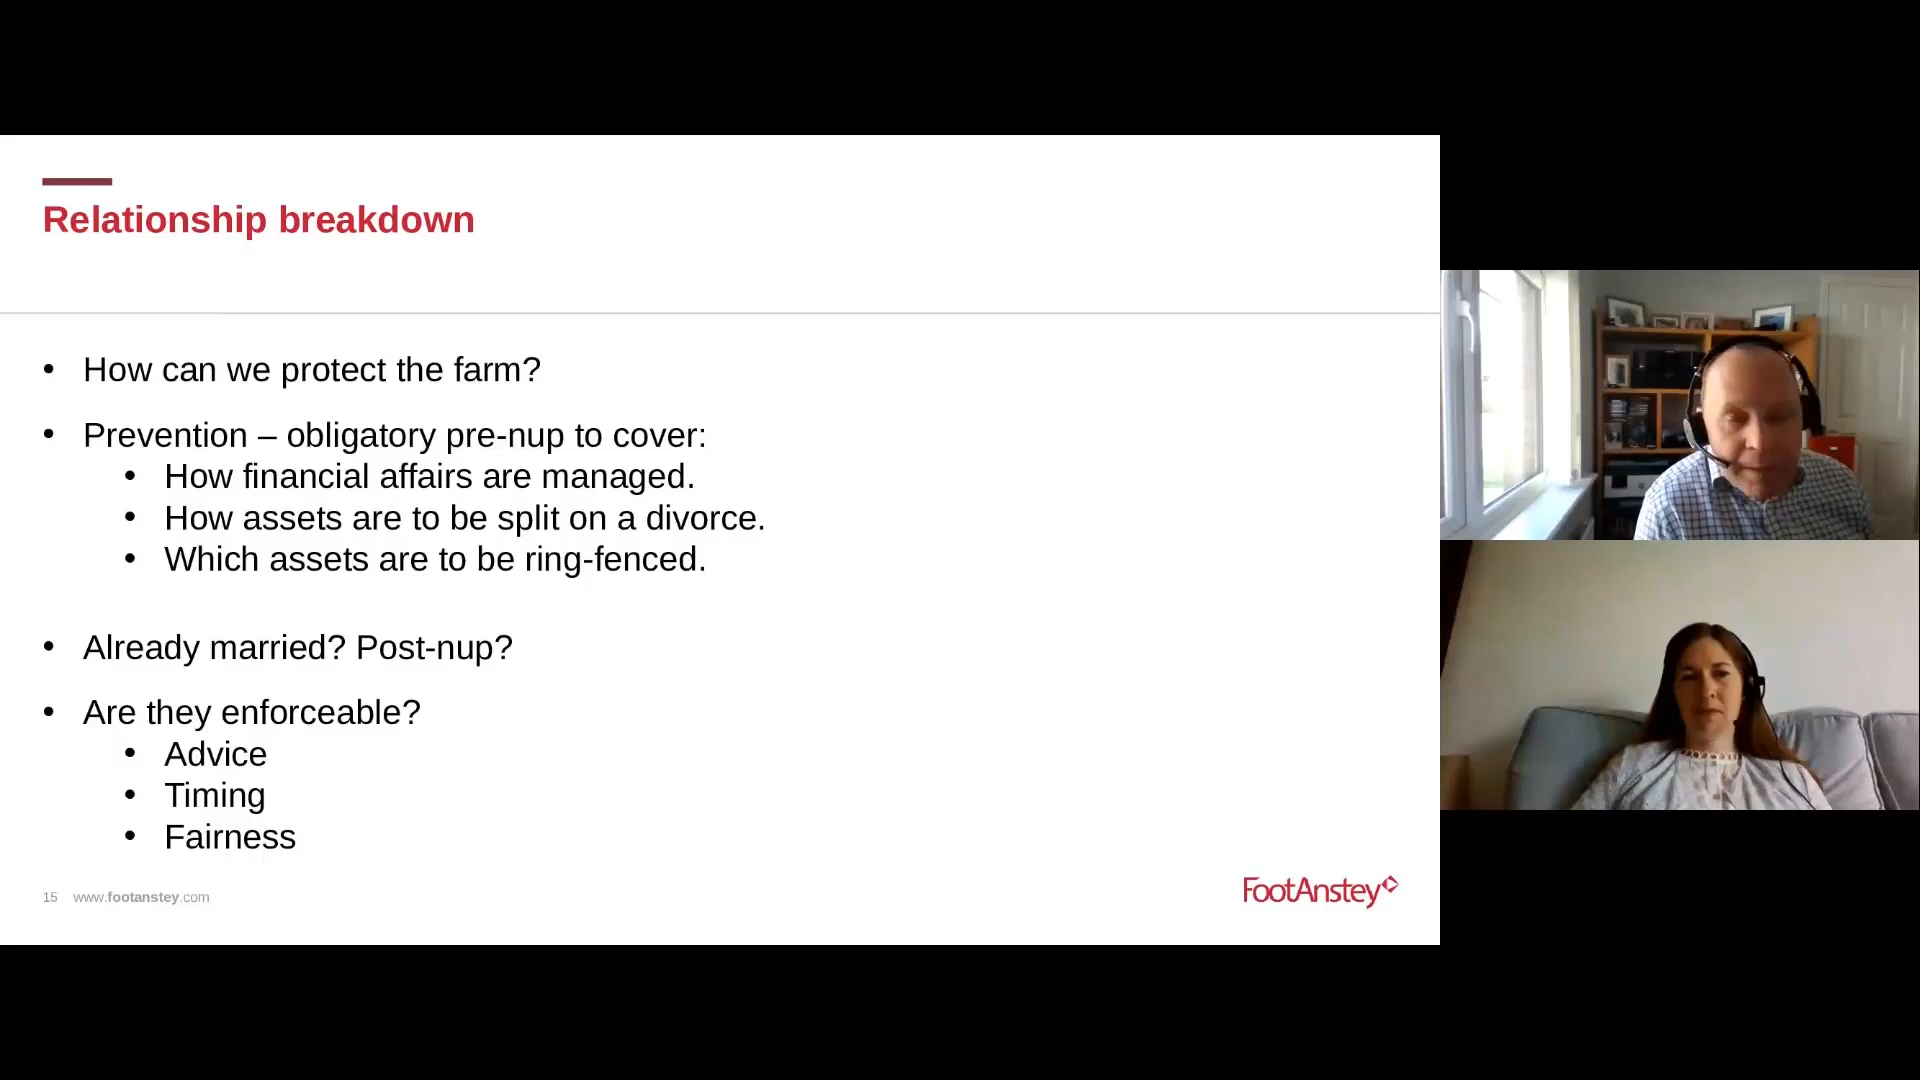 Relationship breakdown
• How can we protect the farm?
• Prevention – obligatory pre-nup to cover:
• How financial affairs are managed.
• How assets are to be split on a divorce.
• Which assets are to be ring-fenced.
• Already married? Post-nup?
• Are they enforceable?
• Advice
• Timing
• Fairness
15 www.footanstey.com
FootAnstey